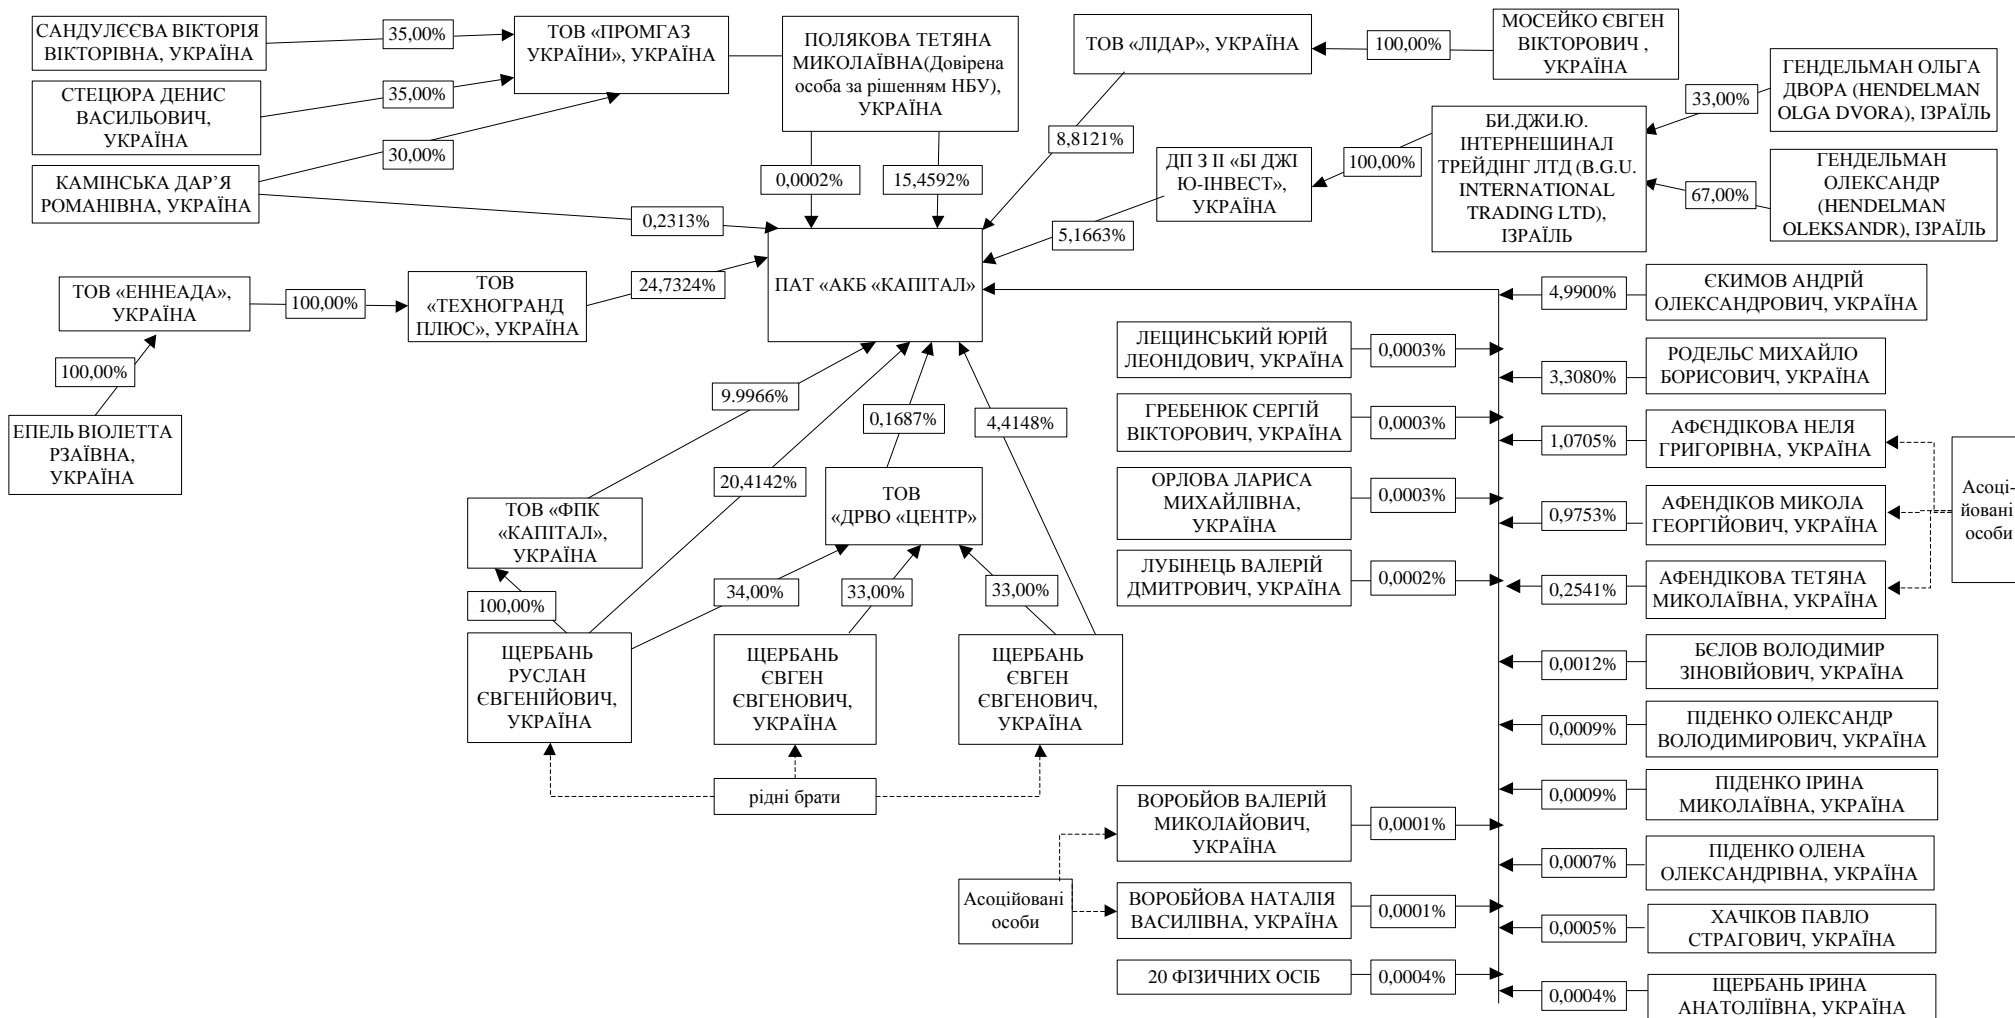 САНДУЛЄЄВА ВІКТОРІЯ
ВІКТОРІВНА, УКРАЇНА
35,00%
ТОВ «ПРОМГАЗ
УКРАЇНИ», УКРАЇНА
ПОЛЯКОВА ТЕТЯНА
МИКОЛАЇВНА(Довірена
особа за рішенням НБУ),
УКРАЇНА
ТОВ «ЛІДАР», УКРАЇНА
100,00%
МОСЕЙКО ЄВГЕН
ВІКТОРОВИЧ ,
УКРАЇНА
СТЕЦЮРА ДЕНИС
ВАСИЛЬОВИЧ,
УКРАЇНА
35,00%
30,00%
КАМІНСЬКА ДАР’Я
РОМАНІВНА, УКРАЇНА
0,2313%
0,0002%
15,4592%
8,8121%
ДП З ІІ «БІ ДЖІ
Ю-ІНВЕСТ»,
УКРАЇНА
5,1663%
100,00%
БИ.ДЖИ.Ю.
ІНТЕРНЕШИНАЛ
ТРЕЙДІНГ ЛТД (B.G.U.
INTERNATIONAL
TRADING LTD),
ІЗРАЇЛЬ
33,00%
ГЕНДЕЛЬМАН ОЛЬГА
ДВОРА (HENDELMAN
OLGA DVORA), ІЗРАЇЛЬ
67,00%
ГЕНДЕЛЬМАН
ОЛЕКСАНДР
(HENDELMAN
OLEKSANDR), ІЗРАЇЛЬ
ПАТ «АКБ «КАПІТАЛ»
ТОВ «ЕННЕАДА»,
УКРАЇНА
100,00%
ТОВ
«ТЕХНОГРАНД
ПЛЮС», УКРАЇНА
24,7324%
100,00%
ЕПЕЛЬ ВІОЛЕТТА
РЗАЇВНА,
УКРАЇНА
9.9966%
20,4142%
0,1687%
4,4148%
ТОВ «ФПК
«КАПІТАЛ»,
УКРАЇНА
ТОВ
«ДРВО «ЦЕНТР»
100,00%
34,00%
33,00%
33,00%
ЩЕРБАНЬ
РУСЛАН
ЄВГЕНІЙОВИЧ,
УКРАЇНА
ЩЕРБАНЬ
ЄВГЕН
ЄВГЕНОВИЧ,
УКРАЇНА
ЩЕРБАНЬ
ЄВГЕН
ЄВГЕНОВИЧ,
УКРАЇНА
рідні брати
ЛЕЩИНСЬКИЙ ЮРІЙ
ЛЕОНІДОВИЧ, УКРАЇНА
0,0003%
ГРЕБЕНЮК СЕРГІЙ
ВІКТОРОВИЧ, УКРАЇНА
0,0003%
ОРЛОВА ЛАРИСА
МИХАЙЛІВНА,
УКРАЇНА
0,0003%
ЛУБІНЕЦЬ ВАЛЕРІЙ
ДМИТРОВИЧ, УКРАЇНА
0,0002%
ВОРОБЙОВ ВАЛЕРІЙ
МИКОЛАЙОВИЧ,
УКРАЇНА
0,0001%
Асоційовані
особи
ВОРОБЙОВА НАТАЛІЯ
ВАСИЛІВНА, УКРАЇНА
0,0001%
20 ФІЗИЧНИХ ОСІБ
0,0004%
4,9900%
ЄКИМОВ АНДРІЙ
ОЛЕКСАНДРОВИЧ, УКРАЇНА
3,3080%
РОДЕЛЬС МИХАЙЛО
БОРИСОВИЧ, УКРАЇНА
1,0705%
АФЄНДІКОВА НЕЛЯ
ГРИГОРІВНА, УКРАЇНА
0,9753%
АФЕНДІКОВ МИКОЛА
ГЕОРГІЙОВИЧ, УКРАЇНА
0,2541%
АФЕНДІКОВА ТЕТЯНА
МИКОЛАЇВНА, УКРАЇНА
Асоці-
йовані
особи
0,0012%
БЄЛОВ ВОЛОДИМИР
ЗІНОВІЙОВИЧ, УКРАЇНА
0,0009%
ПІДЕНКО ОЛЕКСАНДР
ВОЛОДИМИРОВИЧ, УКРАЇНА
0,0009%
ПІДЕНКО ІРИНА
МИКОЛАЇВНА, УКРАЇНА
0,0007%
ПІДЕНКО ОЛЕНА
ОЛЕКСАНДРІВНА, УКРАЇНА
0,0005%
ХАЧІКОВ ПАВЛО
СТРАГОВИЧ, УКРАЇНА
0,0004%
ЩЕРБАНЬ ІРИНА
АНАТОЛІЇВНА, УКРАЇНА